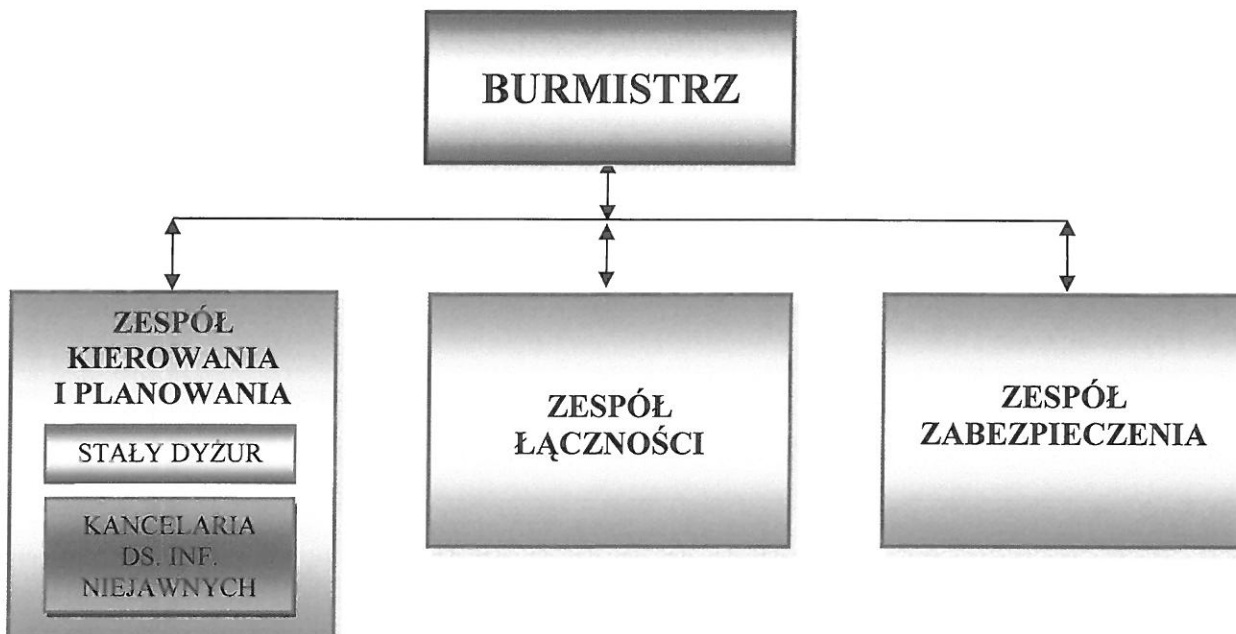 BURMISTRZ
ZESPÓŁ
KIEROWANIA
I PLANOWANIA
STAŁY DYŻUR
KANCELARIA
DS. INF.
NIEJAWNYCH
ZESPÓŁ
ŁĄCZNOŚCI
ZESPÓŁ
ZABEZPIECZENIA